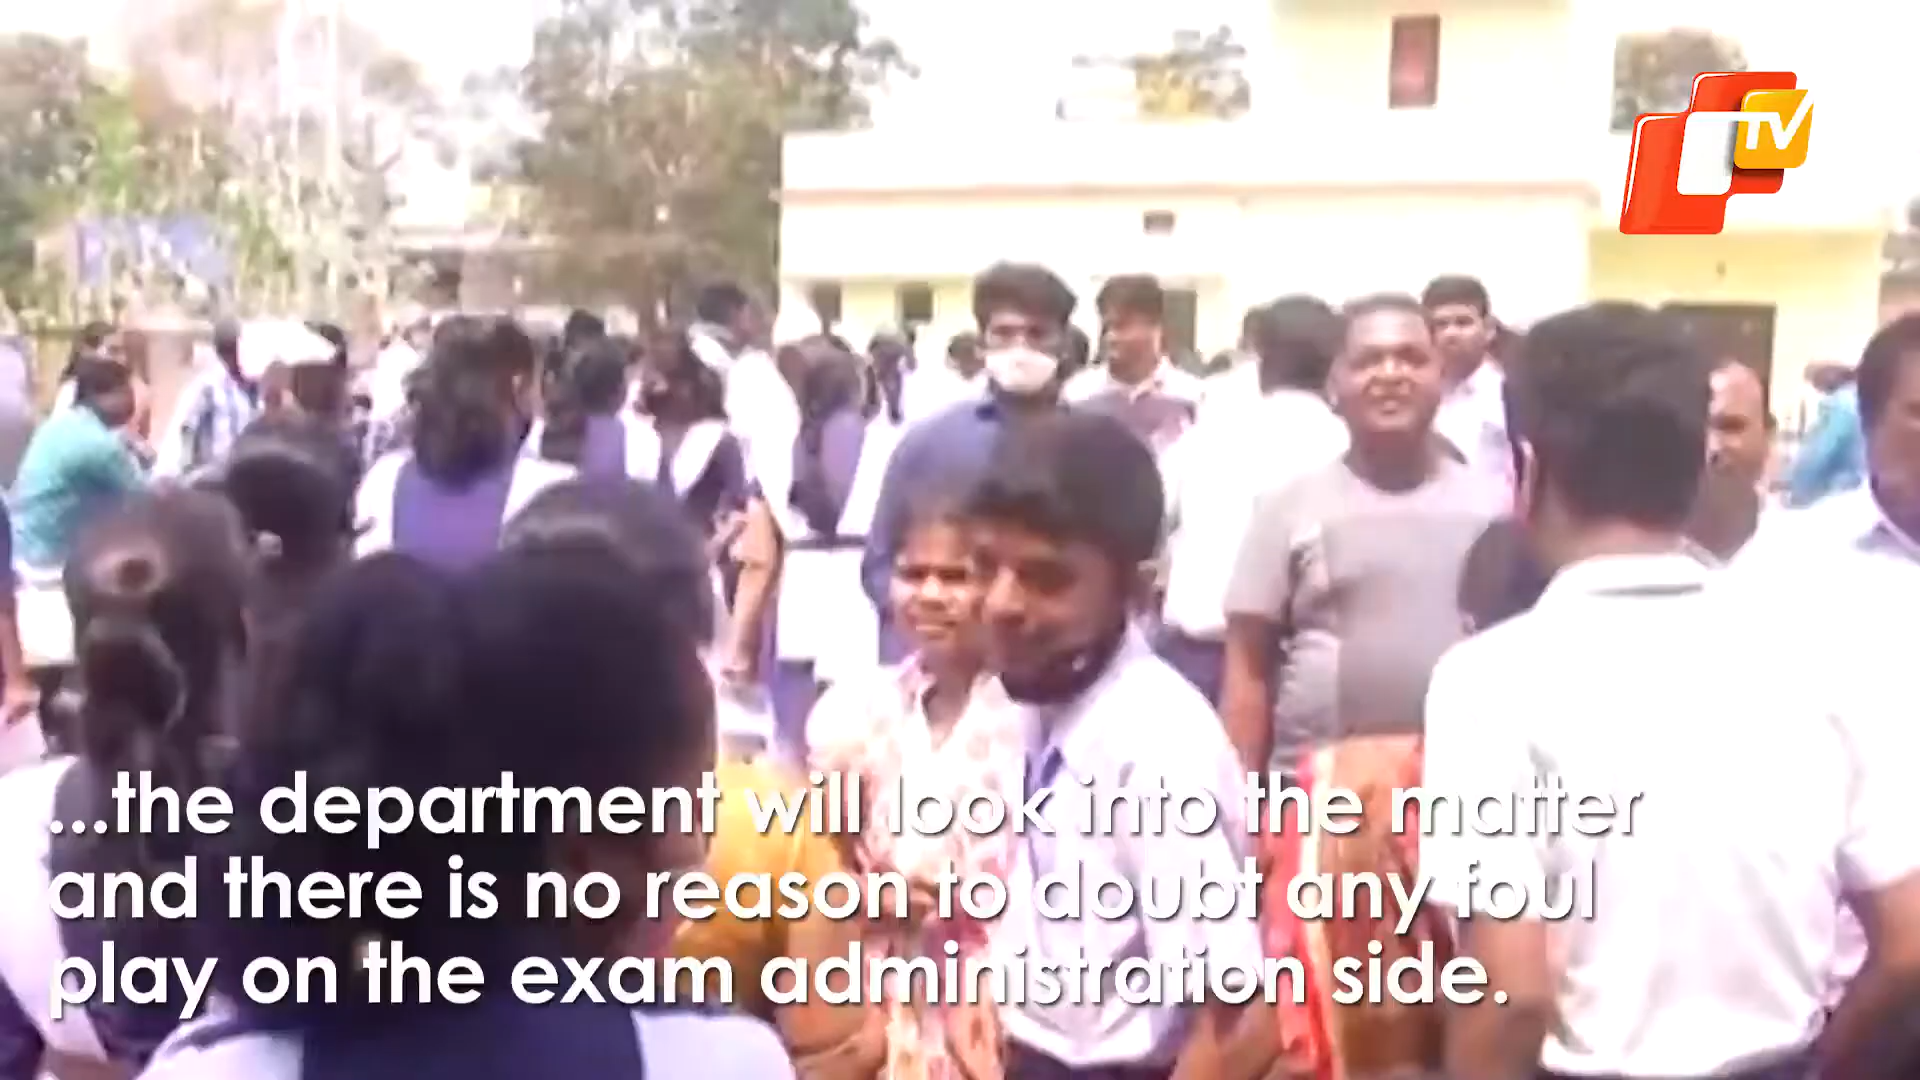 TV
...the department will look into the matter
and there is no reason to doubt any foul
play on the exam administration side.